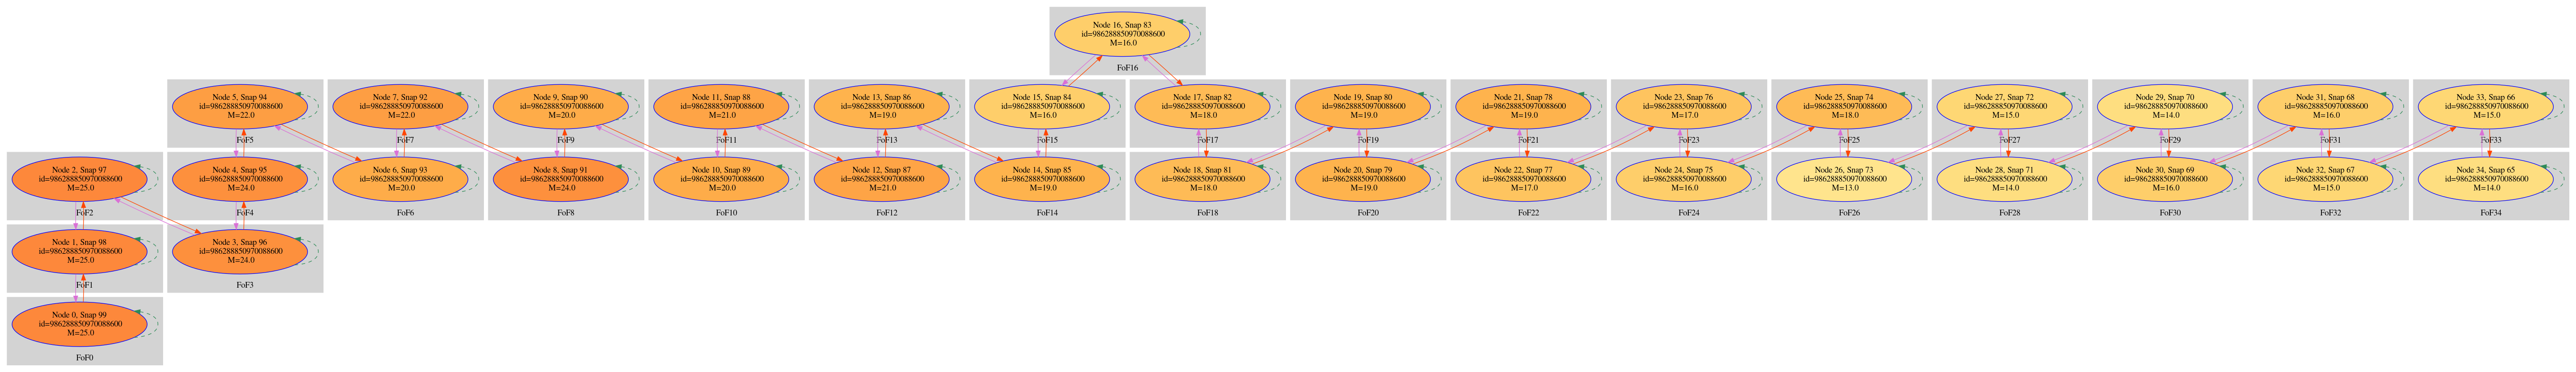 Node 16, Snap 83
id=986288850970088600
M=16.0
FoF16
Node 5, Snap 94
id=986288850970088600
M=22.0
FoF5
Node 7, Snap 92
id=986288850970088600
M=22.0
FoF7
Node 9, Snap 90
id=986288850970088600
M=20.0
FoF9
Node 11, Snap 88
id=986288850970088600
M=21.0
FoF11
Node 13, Snap 86
id=986288850970088600
M=19.0
FoF13
Node 15, Snap 84
id=986288850970088600
M=16.0
FoF15
Node 17, Snap 82
id=986288850970088600
M=18.0
FoF17
Node 19, Snap 80
id=986288850970088600
M=19.0
FoF19
Node 21, Snap 78
id=986288850970088600
M=19.0
FoF21
Node 23, Snap 76
id=986288850970088600
M=17.0
FoF23
Node 25, Snap 74
id=986288850970088600
M=18.0
FoF25
Node 27, Snap 72
id=986288850970088600
M=15.0
FoF27
Node 29, Snap 70
id=986288850970088600
M=14.0
FoF29
Node 31, Snap 68
id=986288850970088600
M=16.0
FoF31
Node 33, Snap 66
id=986288850970088600
M=15.0
FoF33
Node 2, Snap 97
id=986288850970088600
M=25.0
FoF2
Node 4, Snap 95
id=986288850970088600
M=24.0
FoF4
Node 6, Snap 93
id=986288850970088600
M=20.0
FoF6
Node 8, Snap 91
id=986288850970088600
M=24.0
FoF8
Node 10, Snap 89
id=986288850970088600
M=20.0
FoF10
Node 12, Snap 87
id=986288850970088600
M=21.0
FoF12
Node 14, Snap 85
id=986288850970088600
M=19.0
FoF14
Node 18, Snap 81
id=986288850970088600
M=18.0
FoF18
Node 20, Snap 79
id=986288850970088600
M=19.0
FoF20
Node 22, Snap 77
id=986288850970088600
M=17.0
FoF22
Node 24, Snap 75
id=986288850970088600
M=16.0
FoF24
Node 26, Snap 73
id=986288850970088600
M=13.0
FoF26
Node 28, Snap 71
id=986288850970088600
M=14.0
FoF28
Node 30, Snap 69
id=986288850970088600
M=16.0
FoF30
Node 32, Snap 67
id=986288850970088600
M=15.0
FoF32
Node 34, Snap 65
id=986288850970088600
M=14.0
FoF34
Node 1, Snap 98
id=986288850970088600
M=25.0
FoF1
Node 3, Snap 96
id=986288850970088600
M=24.0
FoF3
Node 0, Snap 99
id=986288850970088600
M=25.0
FoF0